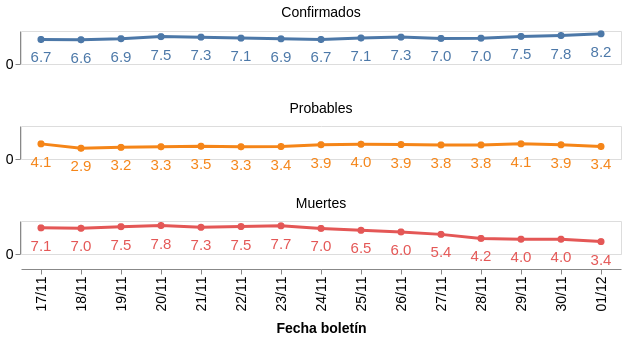 Confirmados
0
6.7 6.6 6.9 7.5 7.3 7.1 6.9 6.7 7.1 7.3 7.0 7.0 7.5 7.8 8.2
Probables
0
4.1 2.9 3.2 3.3 3.5 3.3 3.4 3.9 4.0 3.9 3.8 3.8 4.1 3.9 3.4
Muertes
0
7.1 7.0 7.5 7.8 7.3 7.5 7.7 7.0 6.5 6.0 5.4 4.2 4.0 4.0 3.4
17/11 18/11 19/11 20/11 21/11 22/11 23/11 24/11 25/11 26/11 27/11 28/11 29/11 30/11 01/12
Fecha boletín